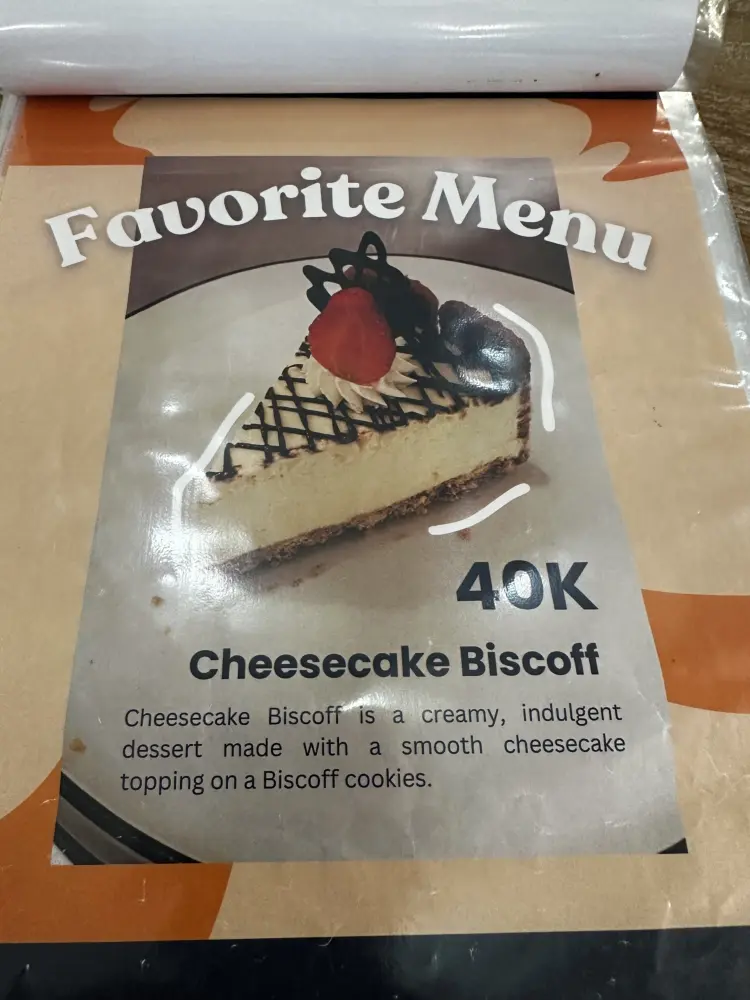 Favorite Menu
40K
Cheesecake Biscoff
Cheesecake Biscoff is a creamy, indulgent
dessert made with a smooth cheesecake
topping on a Biscoff cookies.